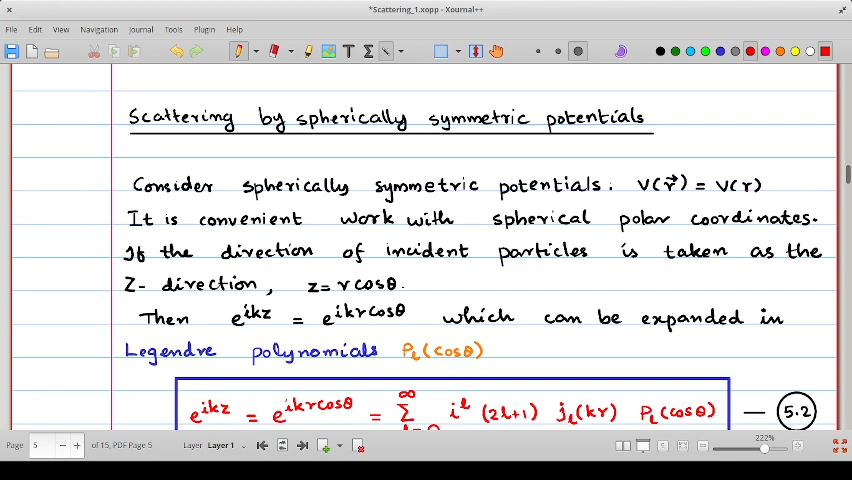 *Scattering_1.xopp - Xournal++
File Edit View Navigation Journal Tools Plugin Help
Scattering by spherically symmetric potentials
Consider spherically symmetric potentials. V(r⃗) = V(r)
It is convenient work with spherical polar coordinates.
If the direction of incident particles is taken as the
Z-direction, z = r cosθ.
Then e^{ikz} = e^{ikr cosθ} which can be expanded in
Legendre polynomials P_l(cosθ)
e^{ikz} = e^{ikr cosθ} = ∑_{l=0}^{∞} i^l (2l+1) j_l(kr) P_l(cosθ) — 5.2
Page 5 of 15, PDF Page 5 Layer Layer 1 222%